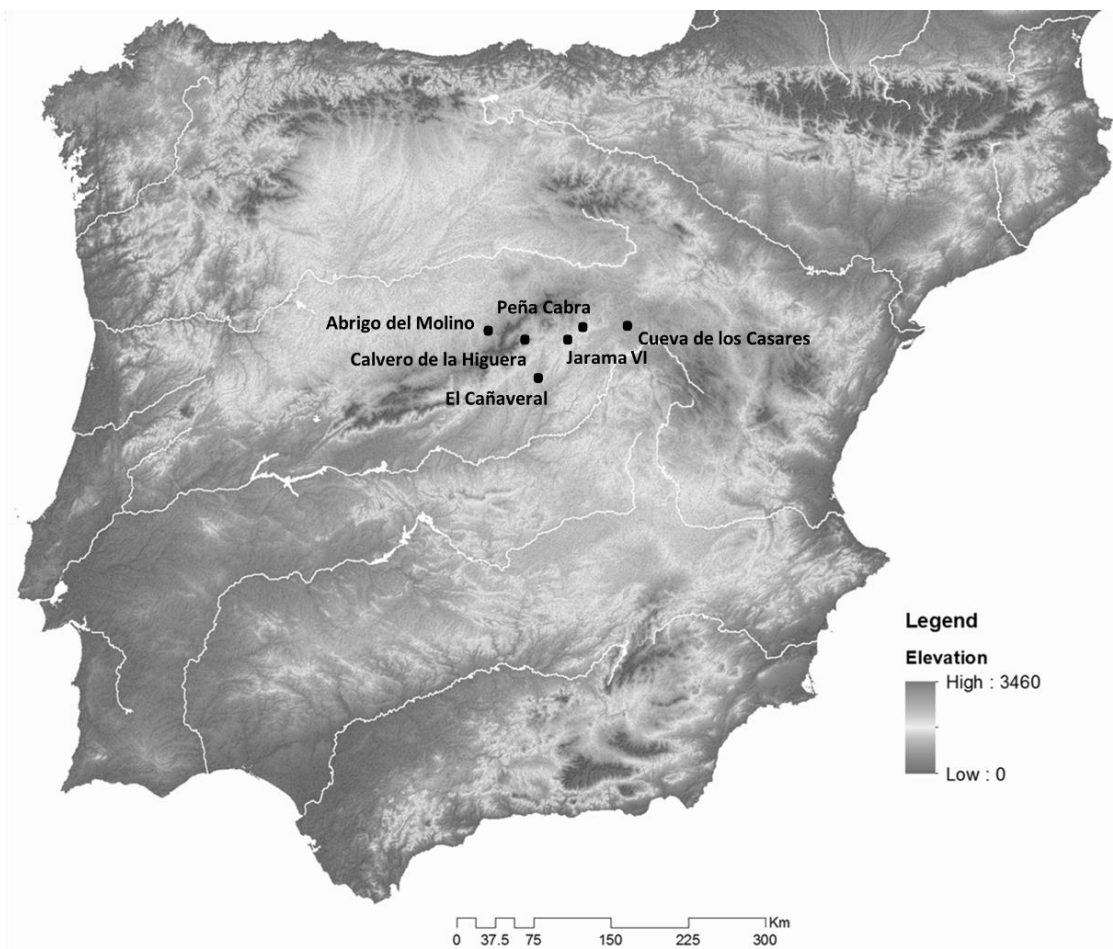 Peña Cabra
Abrigo del Molino
Cueva de los Casares
Calvero de la Higuera
Jarama VI
El Cañaveral
Legend
Elevation
High : 3460
Low : 0
Km
0 37.5 75 150 225 300